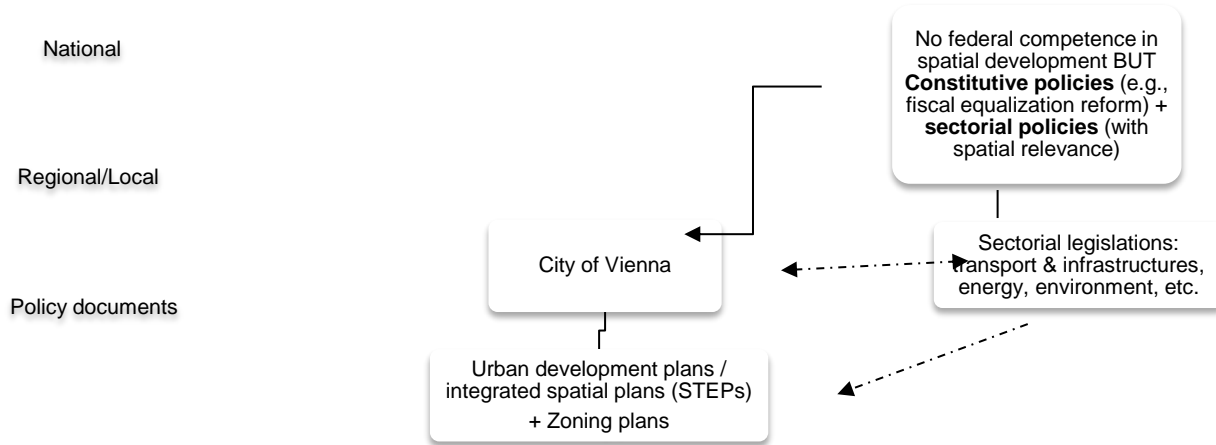 National
No federal competence in
spatial development BUT
Constitutive policies (e.g.,
fiscal equalization reform) +
sectorial policies (with
spatial relevance)
Regional/Local
City of Vienna
Sectorial legislations:
transport & infrastructures,
energy, environment, etc.
Policy documents
Urban development plans /
integrated spatial plans (STEPs)
+ Zoning plans